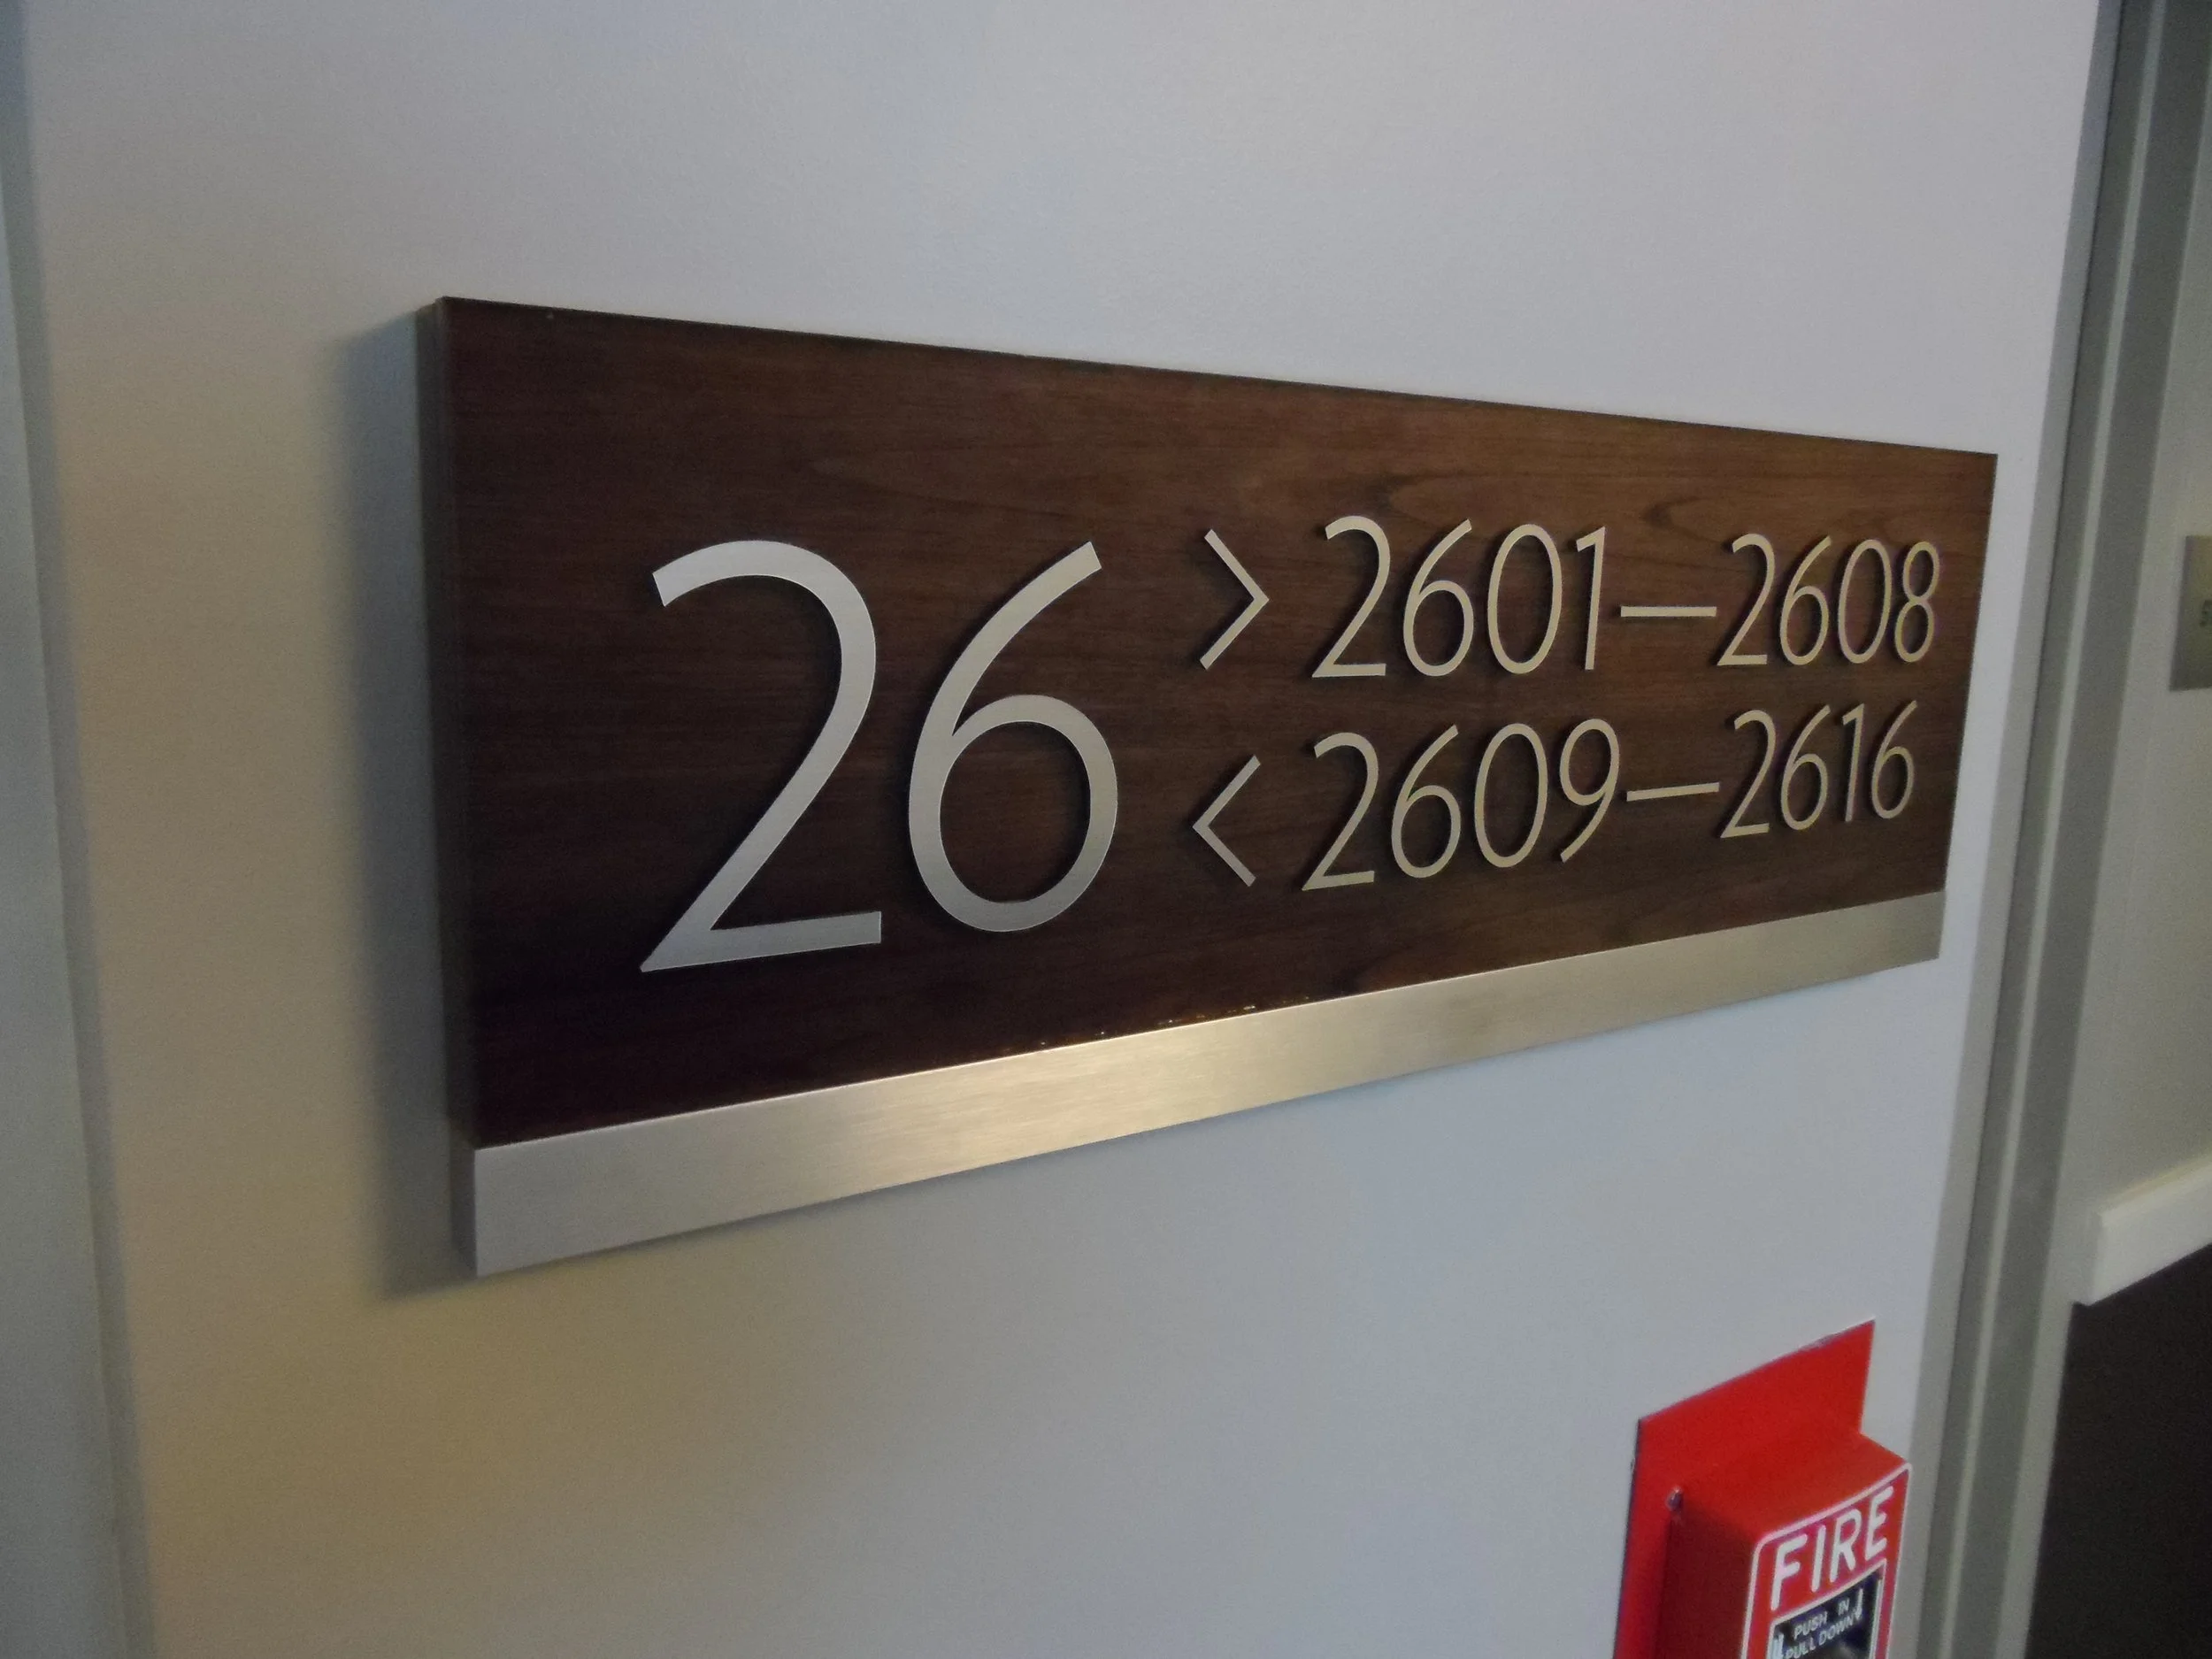 26
> 2601—2608
< 2609—2616
FIRE
PUSH IN
PULL DOWN